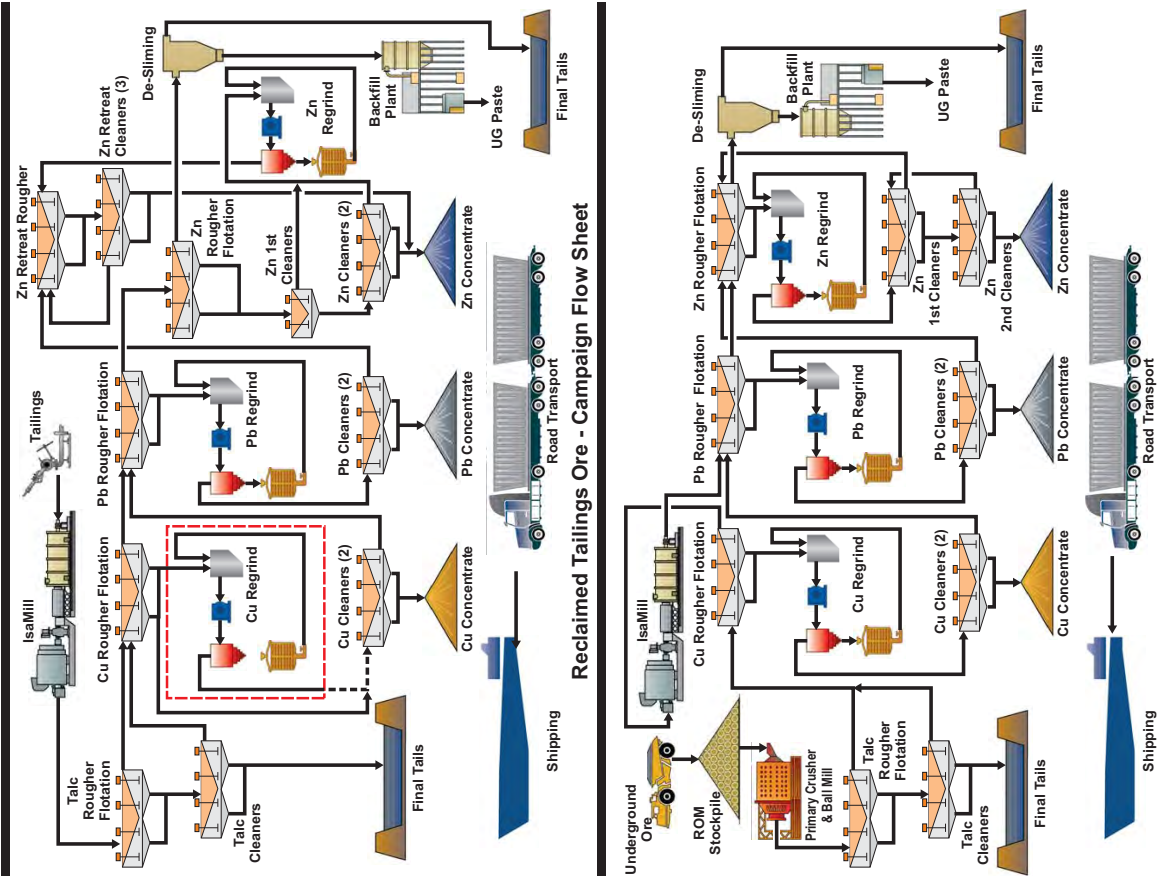 Tailings
IsaMill
Talc
Rougher
Flotation
Talc
Cleaners
Final Tails
Cu Rougher Flotation
Cu Regrind
Cu Cleaners (2)
Cu Concentrate
Pb Rougher Flotation
Pb Regrind
Pb Cleaners (2)
Pb Concentrate
Zn Retreat Rougher
Zn Retreat
Cleaners (3)
Zn
Rougher
Flotation
Zn 1st
Cleaners
Zn Cleaners (2)
Zn Concentrate
Zn
Regrind
De-Sliming
Backfill
Plant
UG Paste
Final Tails
Road Transport
Shipping
Reclaimed Tailings Ore - Campaign Flow Sheet
Underground
Ore
ROM
Stockpile
Primary Crusher
& Ball Mill
IsaMill
Talc
Rougher
Flotation
Talc
Cleaners
Final Tails
Cu Rougher Flotation
Cu Regrind
Cu Cleaners (2)
Cu Concentrate
Pb Rougher Flotation
Pb Regrind
Pb Cleaners (2)
Pb Concentrate
Zn Rougher Flotation
Zn Regrind
Zn
1st Cleaners
Zn
2nd Cleaners
Zn Concentrate
De-Sliming
Backfill
Plant
UG Paste
Final Tails
Road Transport
Shipping